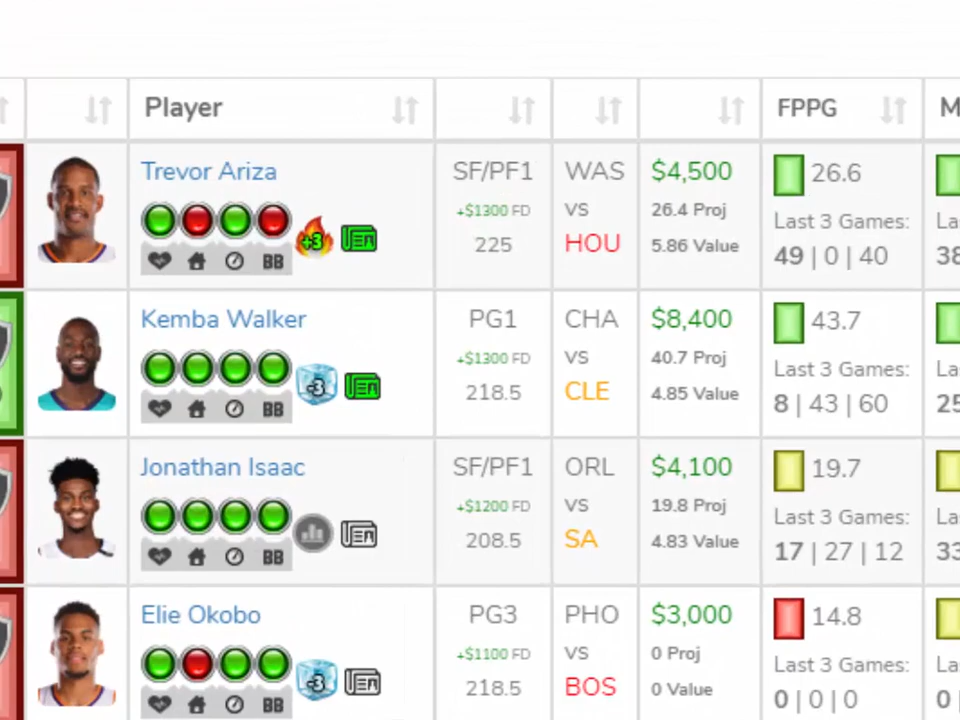 Player FPPG M
Trevor Ariza SF/PF1 WAS $4,500 26.6
+$1300 FD VS 26.4 Proj Last 3 Games:
+3 225 HOU 5.86 Value 49 | 0 | 40 38
BB
Kemba Walker PG1 CHA $8,400 43.7
+$1300 FD VS 40.7 Proj Last 3 Games:
-3 218.5 CLE 4.85 Value 8 | 43 | 60 25
BB
Jonathan Isaac SF/PF1 ORL $4,100 19.7
+$1200 FD VS 19.8 Proj Last 3 Games:
208.5 SA 4.83 Value 17 | 27 | 12 33
BB
Elie Okobo PG3 PHO $3,000 14.8
+$1100 FD VS 0 Proj Last 3 Games:
-3 218.5 BOS 0 Value 0 | 0 | 0 0 |
BB